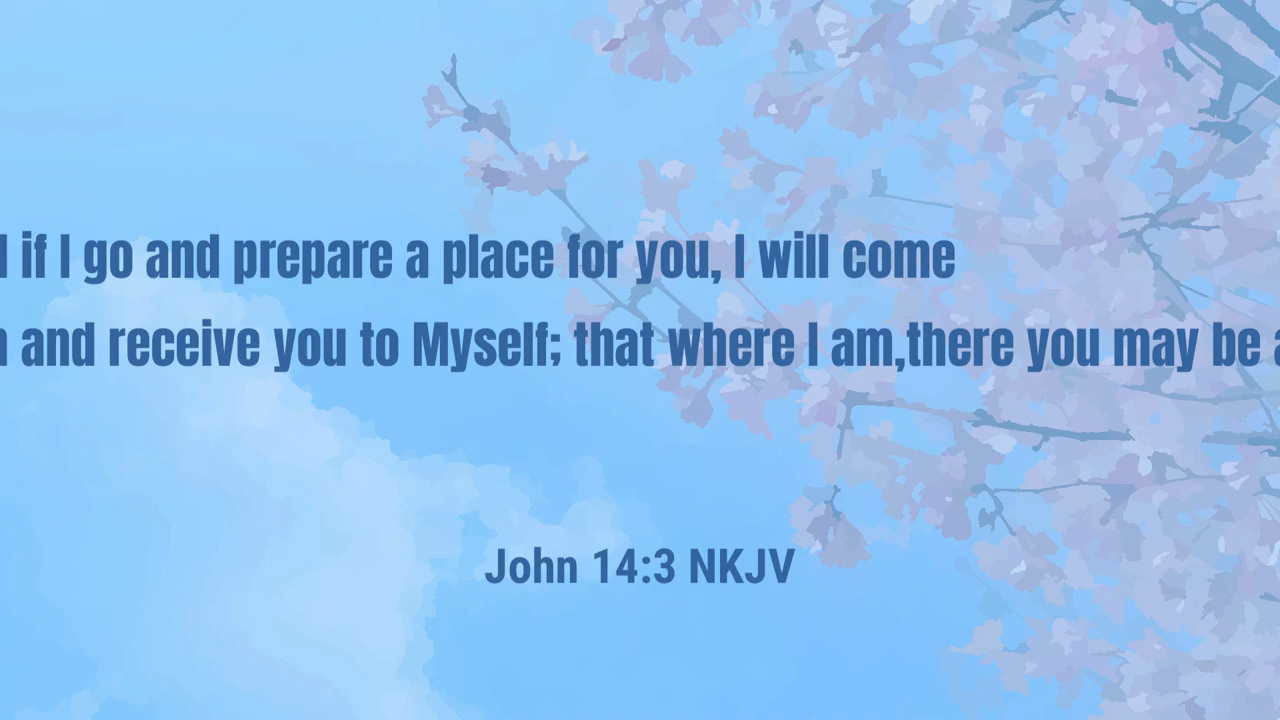 if I go and prepare a place for you, I will come
and receive you to Myself; that where I am,there you may be
John 14:3 NKJV